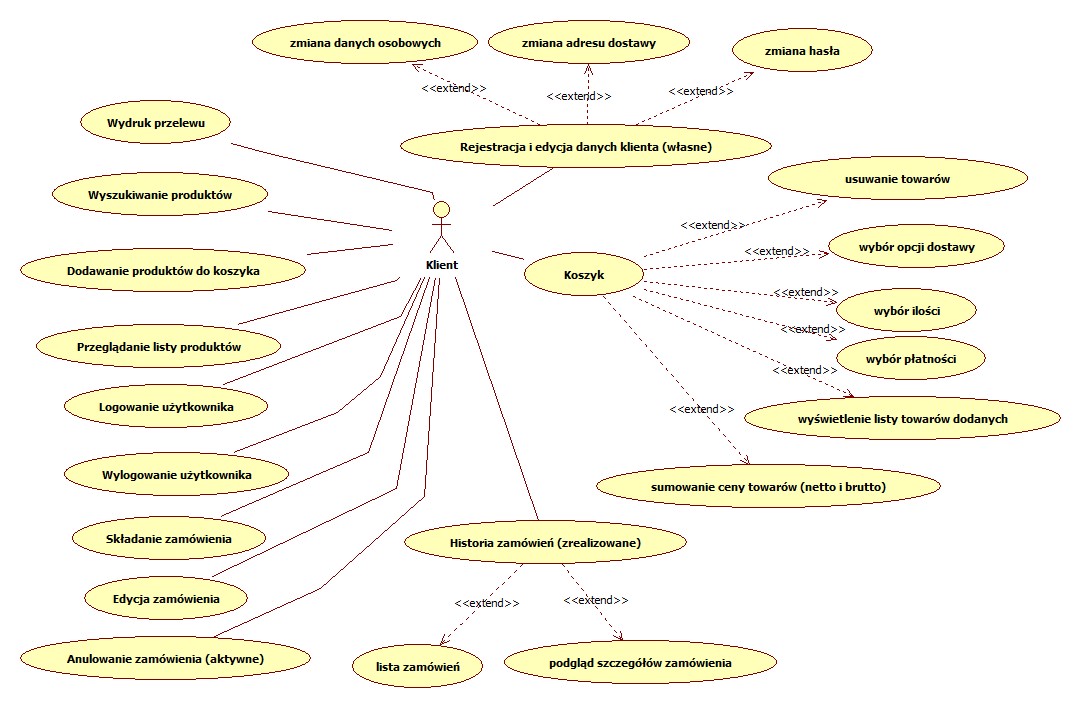 zmiana danych osobowych
zmiana adresu dostawy
zmiana hasła
<<extend>>
<<extend>>
<<extend>>
Wydruk przelewu
Rejestracja i edycja danych klienta (własne)
Wyszukiwanie produktów
usuwanie towarów
<<extend>>
wybór opcji dostawy
<<extend>>
Klient
Dodawanie produktów do koszyka
Koszyk
<<extend>>
wybór ilości
<<extend>>
Przeglądanie listy produktów
wybór płatności
<<extend>>
Logowanie użytkownika
<<extend>>
wyświetlenie listy towarów dodanych
Wylogowanie użytkownika
sumowanie ceny towarów (netto i brutto)
Składanie zamówienia
Historia zamówień (zrealizowane)
Edycja zamówienia
<<extend>>
<<extend>>
Anulowanie zamówienia (aktywne)
lista zamówień
podgląd szczegółów zamówienia